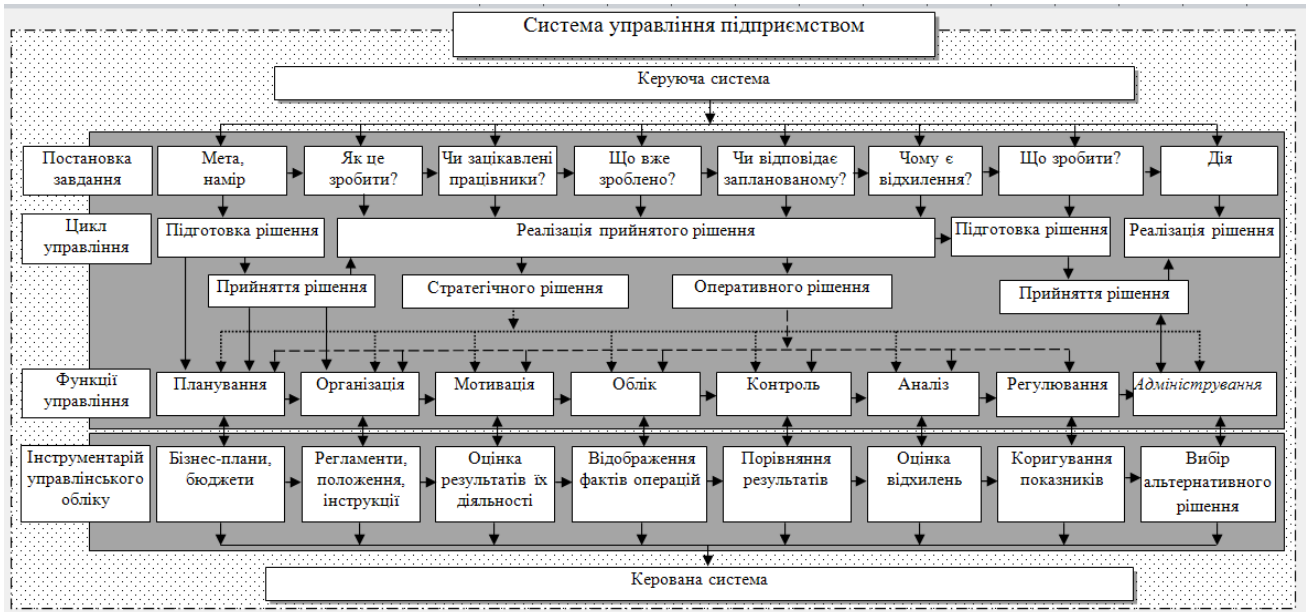 Система управління підприємством
Керуюча система
Постановка
завдання
Мета,
намір
Як це
зробити?
Чи зацікавлені
працівники?
Що вже
зроблено?
Чи відповідає
запланованому?
Чому є
відхилення?
Що зробити?
Дія
Цикл
управління
Підготовка рішення
Реалізація прийнятого рішення
Підготовка рішення
Реалізація рішення
Прийняття рішення
Стратегічного рішення
Оперативного рішення
Прийняття рішення
Функції
управління
Планування
Організація
Мотивація
Облік
Контроль
Аналіз
Регулювання
Адміністрування
Інструментарій
управлінського
обліку
Бізнес-плани,
бюджети
Регламенти,
положення,
інструкції
Оцінка
результатів їх
діяльності
Відображення
фактів операцій
Порівняння
результатів
Оцінка
відхилень
Коригування
показників
Вибір
альтернативного
рішення
Керована система